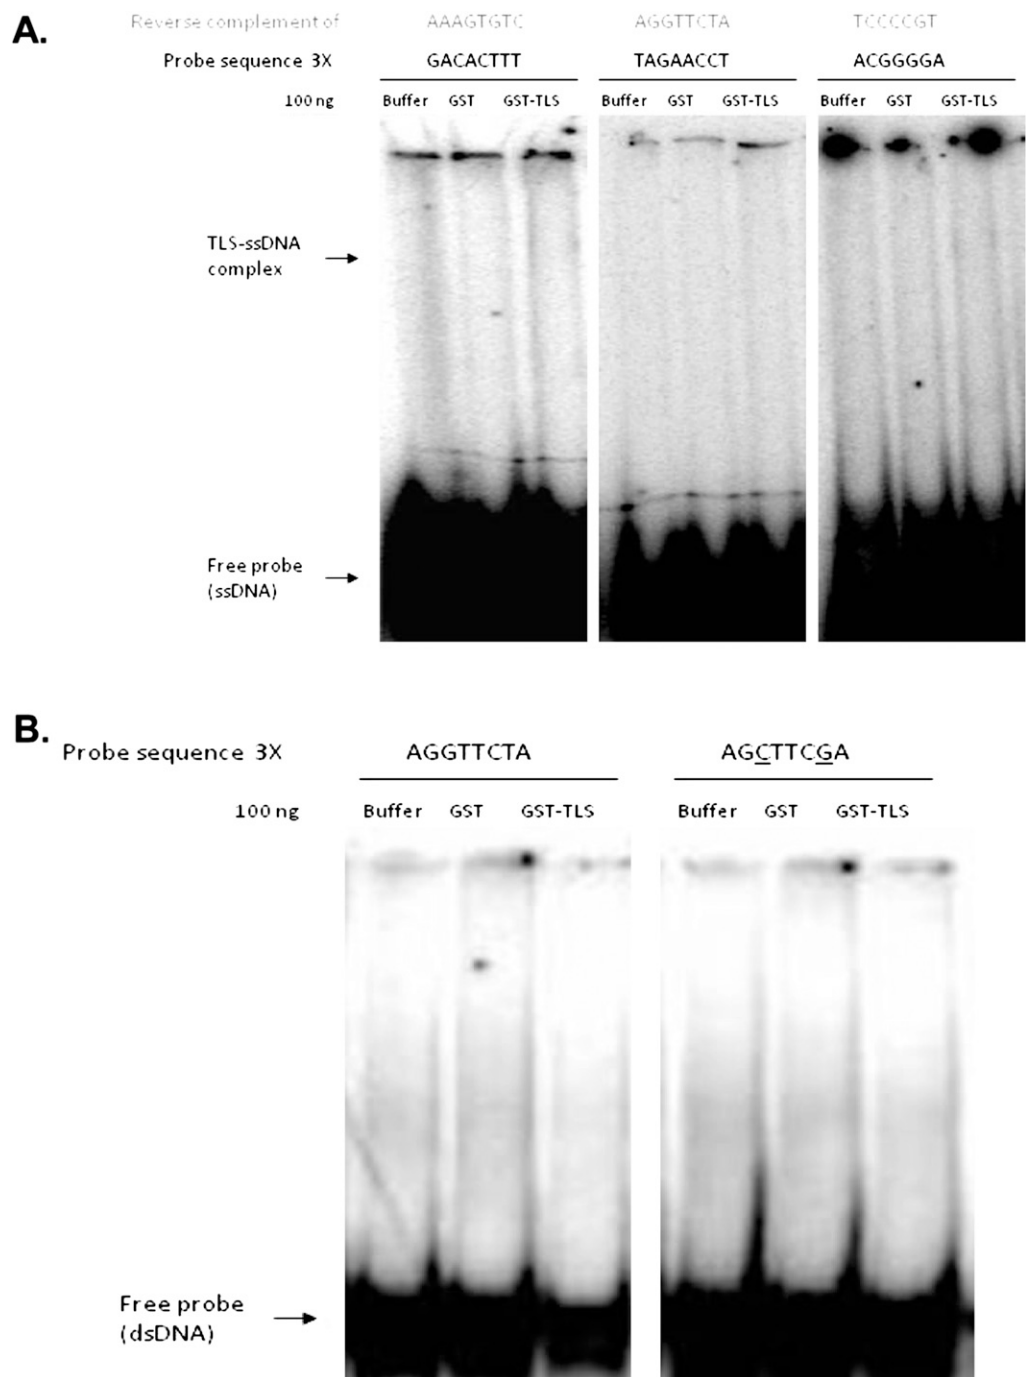 A.
Reverse complement of AAAGTGTC AGGTTCTA TCCCCGT
Probe sequence 3X GACACTTT TAGAACCT ACGGGGA
100 ng Buffer GST GST-TLS Buffer GST GST-TLS Buffer GST GST-TLS
TLS-ssDNA
complex
Free probe
(ssDNA)
B.
Probe sequence 3X AGGTTCTA AGCTTCGA
100 ng Buffer GST GST-TLS Buffer GST GST-TLS
Free probe
(dsDNA)